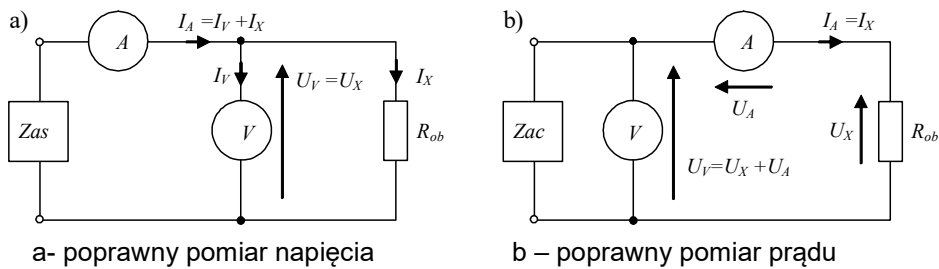 a)
I_A =I_V +I_X
A
I_V
U_V =U_X
I_X
Zas
V
R_ob
a- poprawny pomiar napięcia
b)
I_A =I_X
A
U_A
Zac
V
U_X
R_ob
U_V=U_X +U_A
b – poprawny pomiar prądu